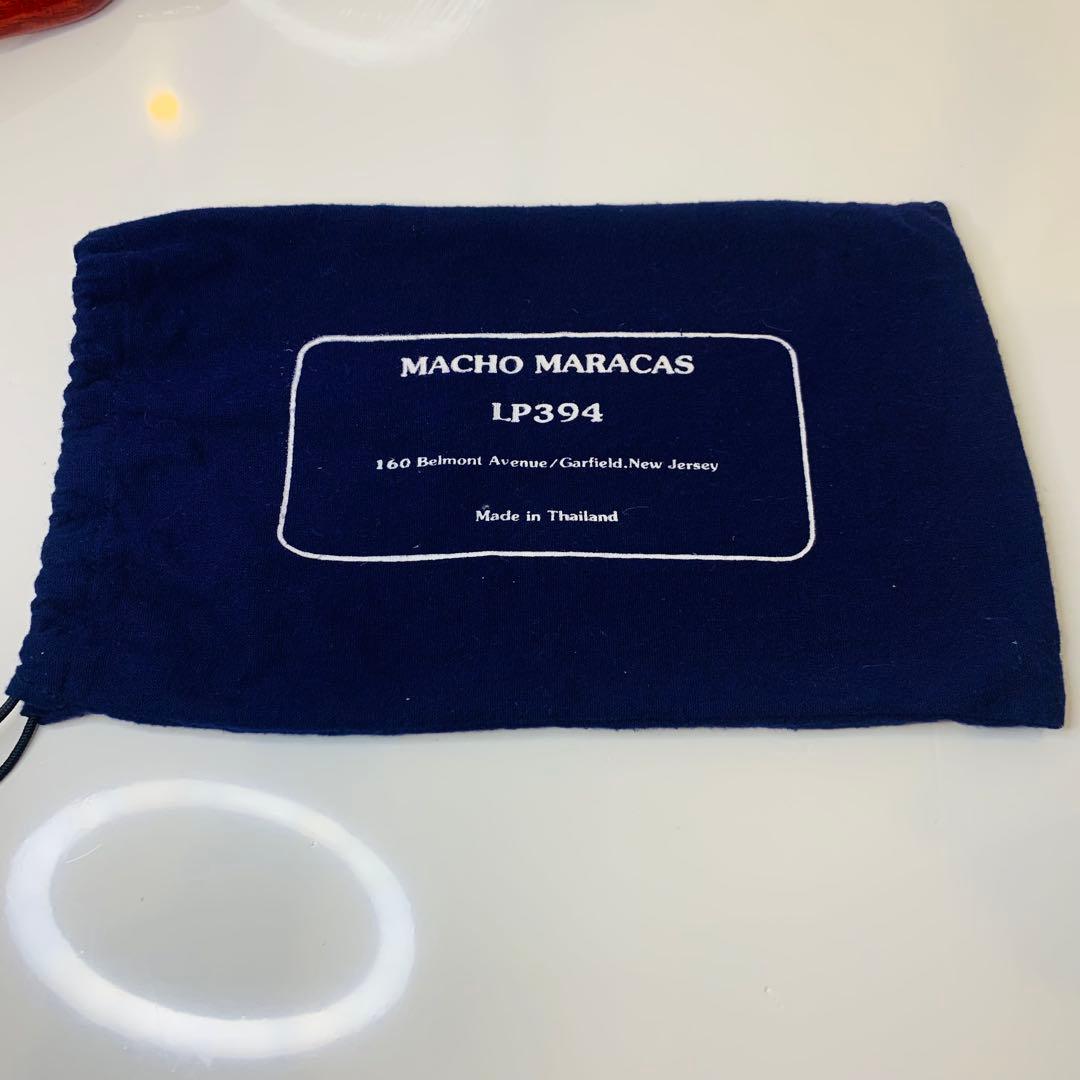 MACHO MARACAS
LP394
160 Belmont Avenue/Garfield.New Jersey
Made in Thailand